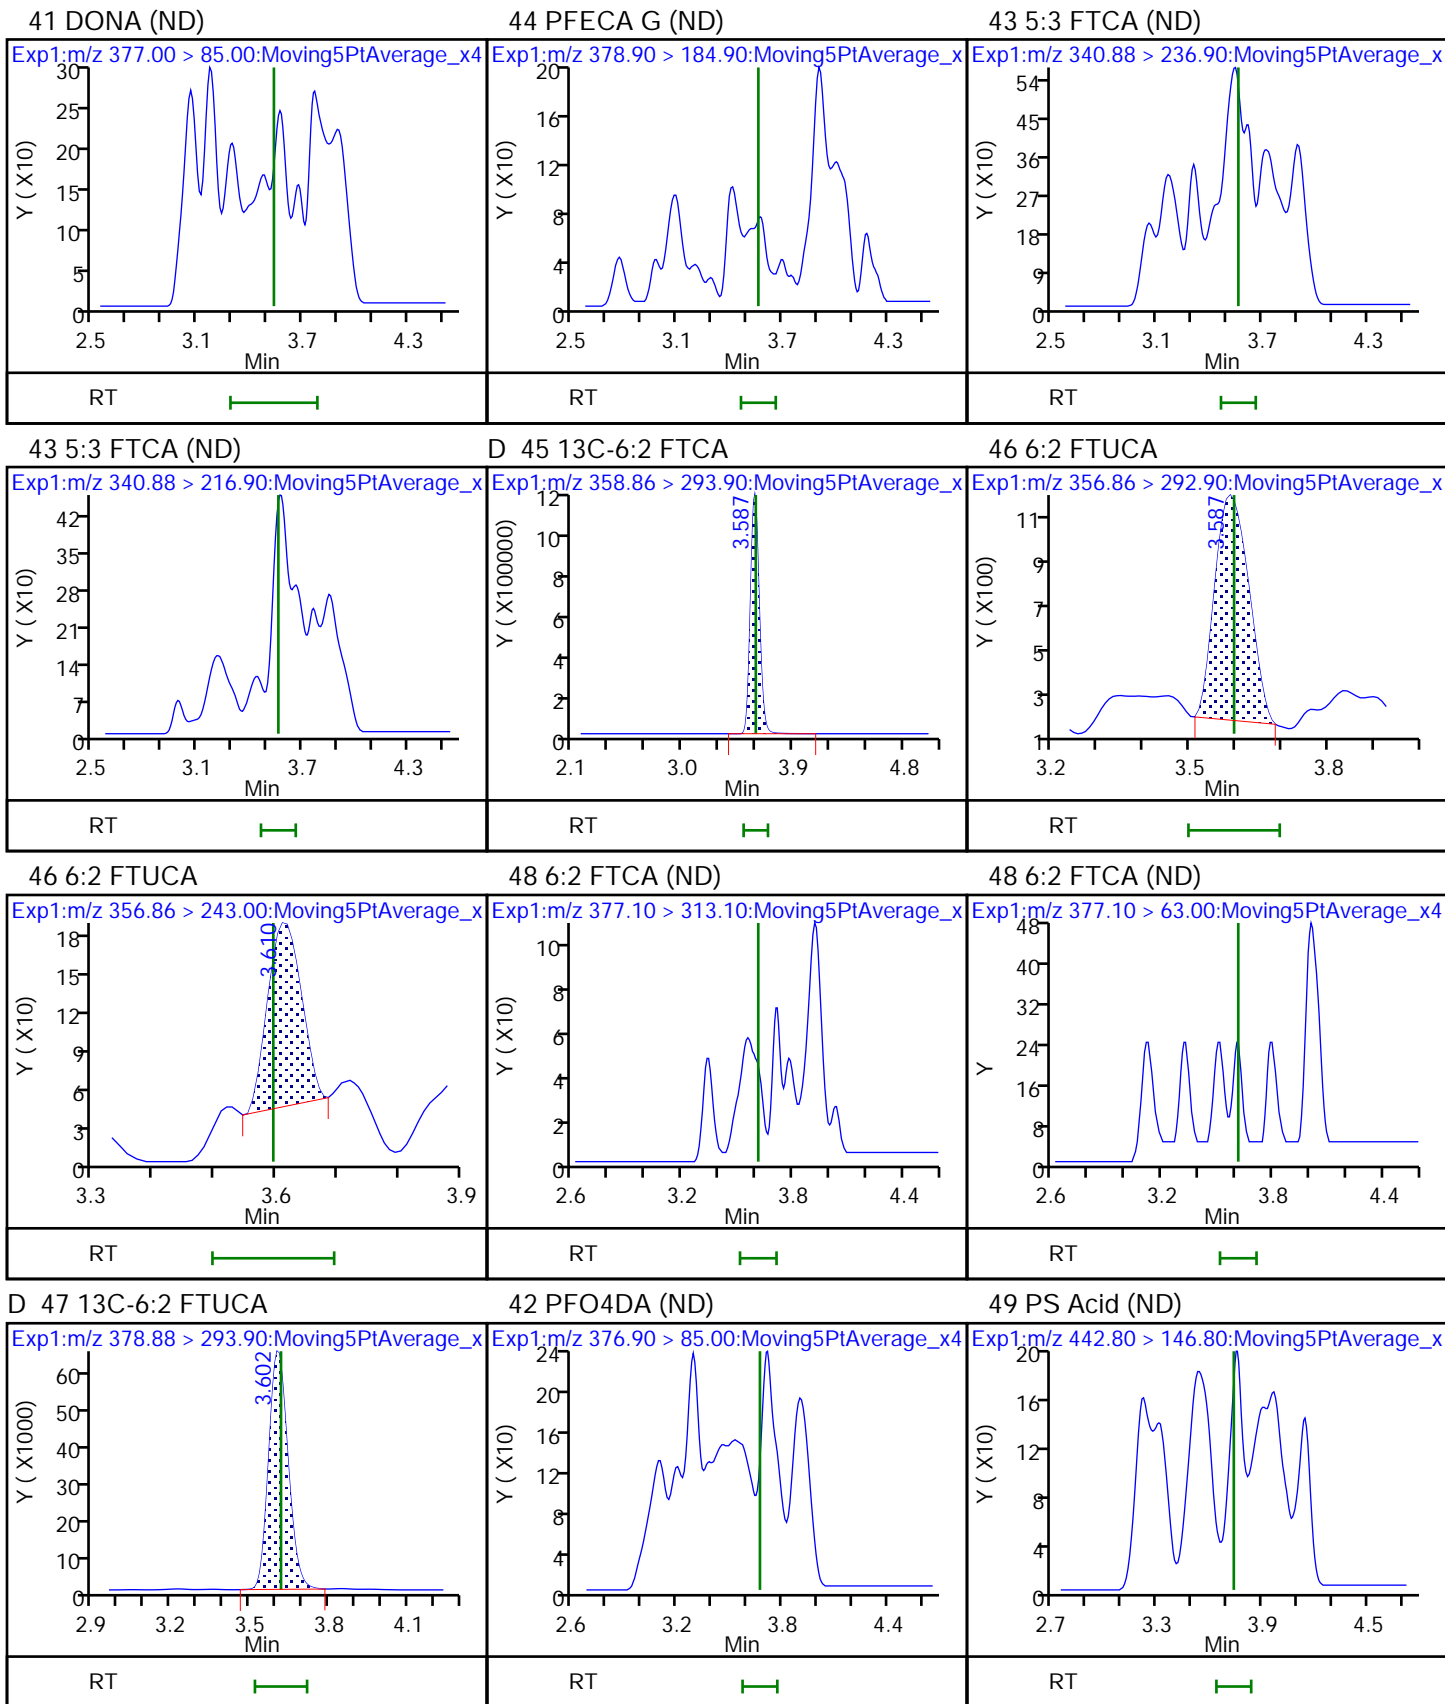 41 DONA (ND)
Exp1:m/z 377.00 > 85.00:Moving5PtAverage_x4
Y ( X10)
30
25
20
15
10
5
0
2.5 3.1 3.7 4.3
Min
RT
44 PFECA G (ND)
Exp1:m/z 378.90 > 184.90:Moving5PtAverage_x
Y ( X10)
20
16
12
8
4
0
2.5 3.1 3.7 4.3
Min
RT
43 5:3 FTCA (ND)
Exp1:m/z 340.88 > 236.90:Moving5PtAverage_x
Y ( X10)
54
45
36
27
18
9
0
2.5 3.1 3.7 4.3
Min
RT
43 5:3 FTCA (ND)
Exp1:m/z 340.88 > 216.90:Moving5PtAverage_x
Y ( X10)
42
35
28
21
14
7
0
2.5 3.1 3.7 4.3
Min
RT
D 45 13C-6:2 FTCA
Exp1:m/z 358.86 > 293.90:Moving5PtAverage_x
3.587
Y ( X100000)
12
10
8
6
4
2
0
2.1 3.0 3.9 4.8
Min
RT
46 6:2 FTUCA
Exp1:m/z 356.86 > 292.90:Moving5PtAverage_x
3.587
Y ( X100)
11
9
7
5
3
1
3.2 3.5 3.8
Min
RT
46 6:2 FTUCA
Exp1:m/z 356.86 > 243.00:Moving5PtAverage_x
3.610
Y ( X10)
18
15
12
9
6
3
0
3.3 3.6 3.9
Min
RT
48 6:2 FTCA (ND)
Exp1:m/z 377.10 > 313.10:Moving5PtAverage_x
Y ( X10)
10
8
6
4
2
0
2.6 3.2 3.8 4.4
Min
RT
48 6:2 FTCA (ND)
Exp1:m/z 377.10 > 63.00:Moving5PtAverage_x4
Y
48
40
32
24
16
8
0
2.6 3.2 3.8 4.4
Min
RT
D 47 13C-6:2 FTUCA
Exp1:m/z 378.88 > 293.90:Moving5PtAverage_x
3.602
Y ( X1000)
60
50
40
30
20
10
0
2.9 3.2 3.5 3.8 4.1
Min
RT
42 PFO4DA (ND)
Exp1:m/z 376.90 > 85.00:Moving5PtAverage_x4
Y ( X10)
24
20
16
12
8
4
0
2.6 3.2 3.8 4.4
Min
RT
49 PS Acid (ND)
Exp1:m/z 442.80 > 146.80:Moving5PtAverage_x
Y ( X10)
20
16
12
8
4
0
2.7 3.3 3.9 4.5
Min
RT